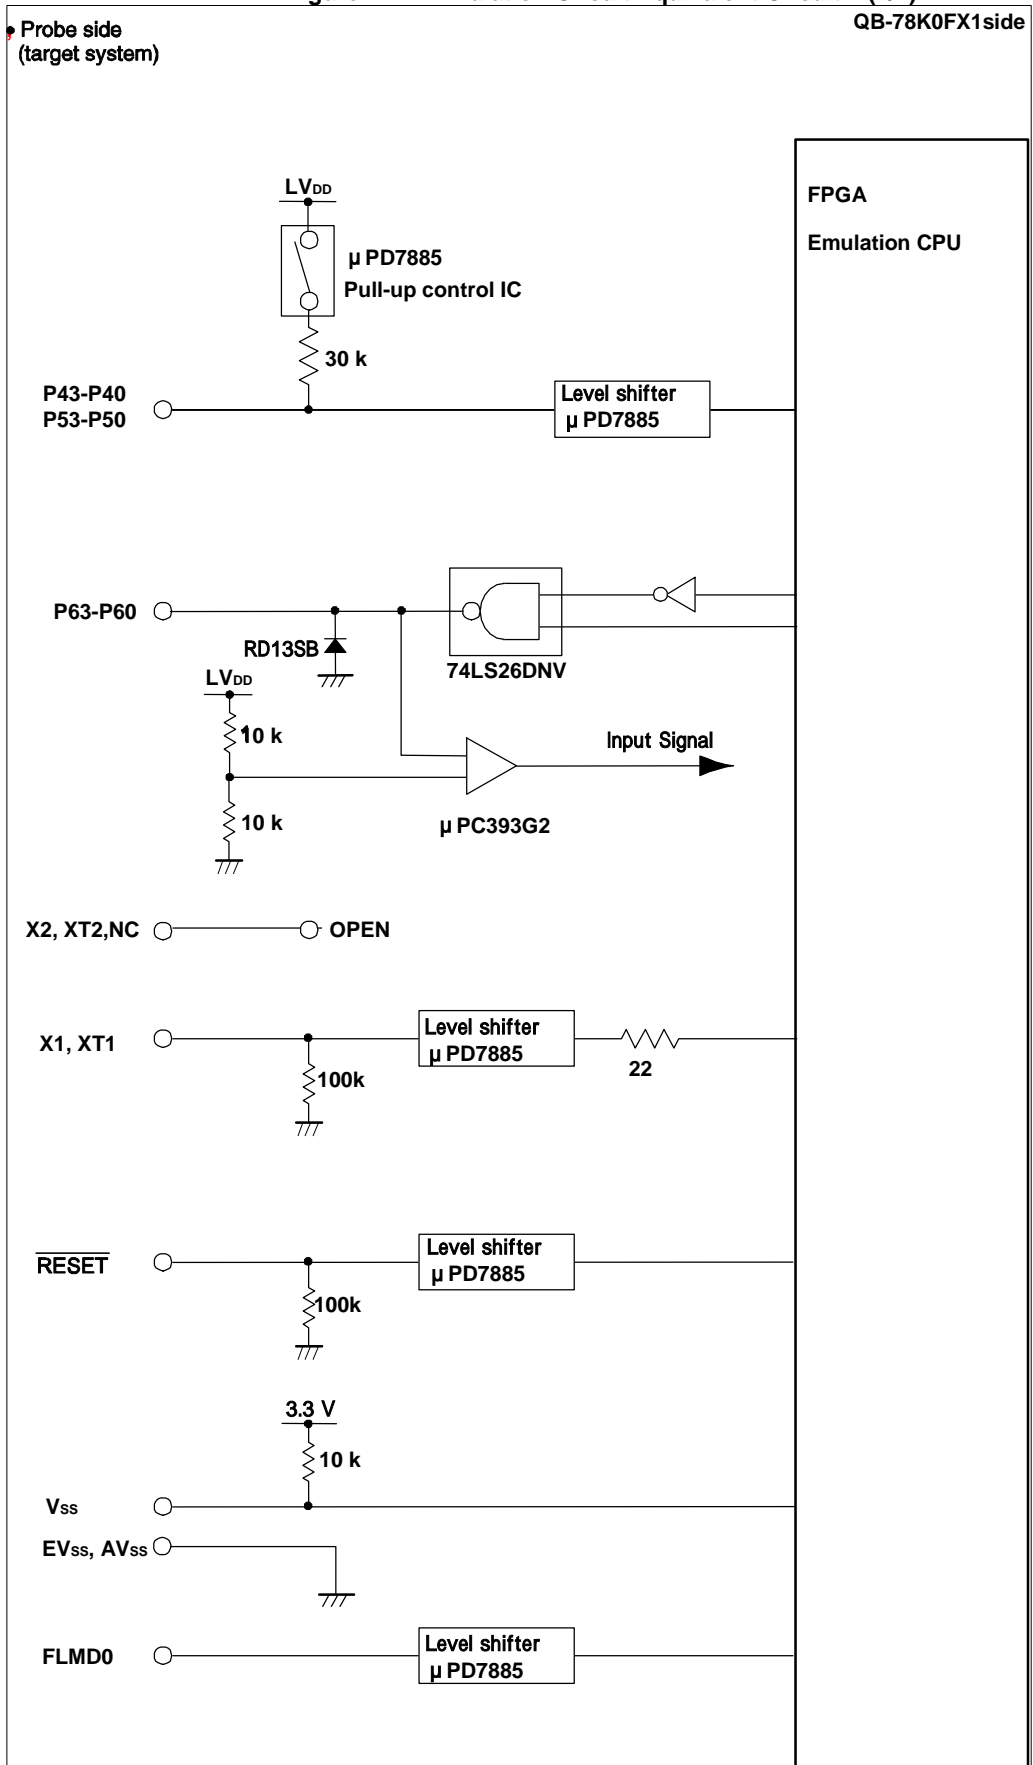 QB-78K0FX1side
• Probe side
(target system)
FPGA
Emulation CPU
LVDD
μ PD7885
Pull-up control IC
30 k
P43-P40
P53-P50
Level shifter
μ PD7885
P63-P60
RD13SB
74LS26DNV
LVDD
10 k
Input Signal
10 k
μ PC393G2
X2, XT2,NC
OPEN
X1, XT1
Level shifter
μ PD7885
22
100k
RESET
Level shifter
μ PD7885
100k
3.3 V
10 k
Vss
EVss, AVss
FLMD0
Level shifter
μ PD7885